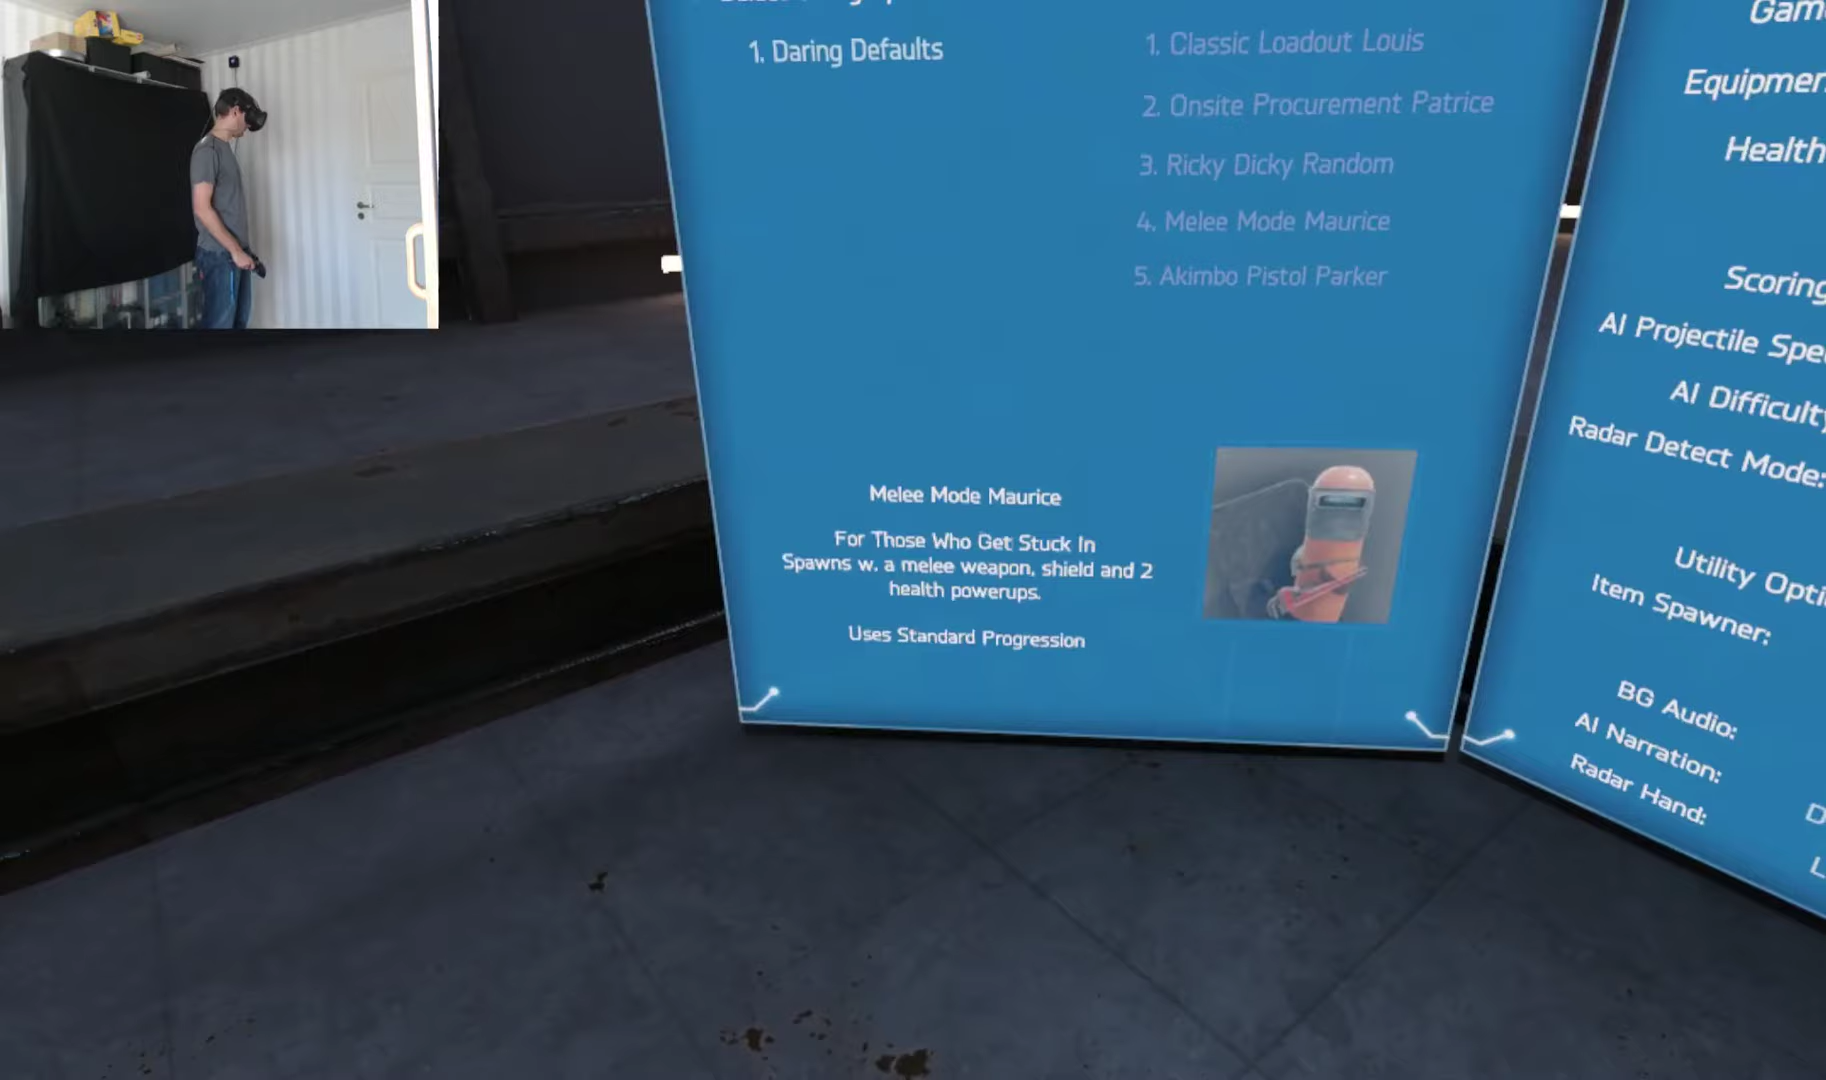 1. Daring Defaults
1. Classic Loadout Louis
2. Onsite Procurement Patrice
3. Ricky Dicky Random
4. Melee Mode Maurice
5. Akimbo Pistol Parker
Melee Mode Maurice
For Those Who Get Stuck In
Spawns w. a melee weapon, shield and 2
health powerups.
Uses Standard Progression
Health
Scoring
AI Projectile
AI Difficulty
Radar Detect Mode:
Utility
Item Spawner:
BG Audio:
AI Narration:
Radar Hand: